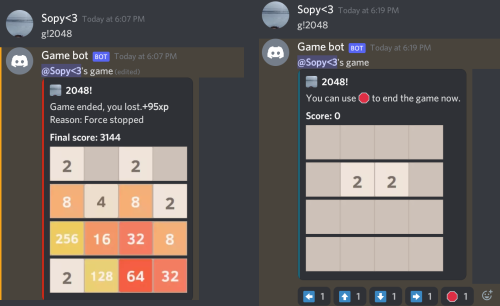 Sopy<3 Today at 6:07 PM
g!2048
Game bot BOT Today at 6:07 PM
@Sopy<3's game (edited)
2048!
Game ended, you lost.+95xp
Reason: Force stopped
Final score: 3144
2 2
8 4 8 2
256 16 32 8
2 128 64 32
Sopy<3 Today at 6:19 PM
g!2048
Game bot BOT Today at 6:19 PM
@Sopy<3's game
2048!
You can use 🛑 to end the game now.
Score: 0
2 2
⬅️ 1 ⬆️ 1 ⬇️ 1 ➡️ 1 🛑 1